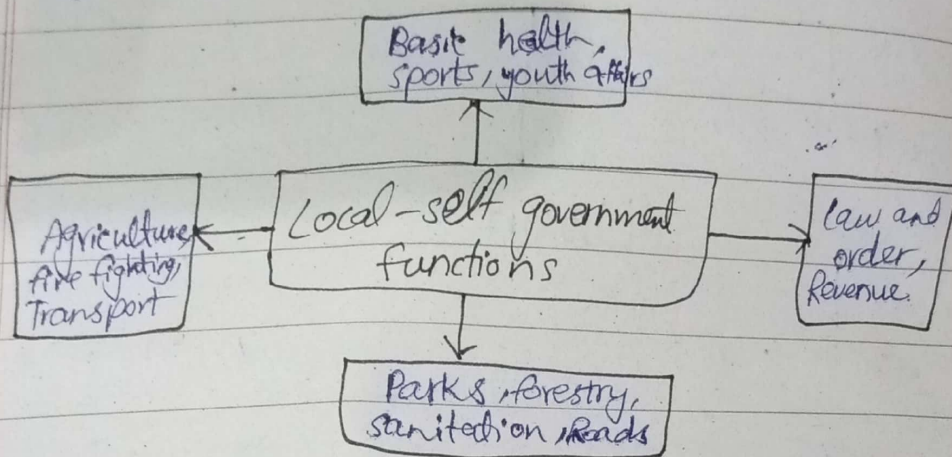 Basic health,
sports, youth affairs
Local-self government
functions
Agriculture,
fire fighting,
Transport
law and
order,
Revenue.
Parks, forestry,
sanitection, Roads